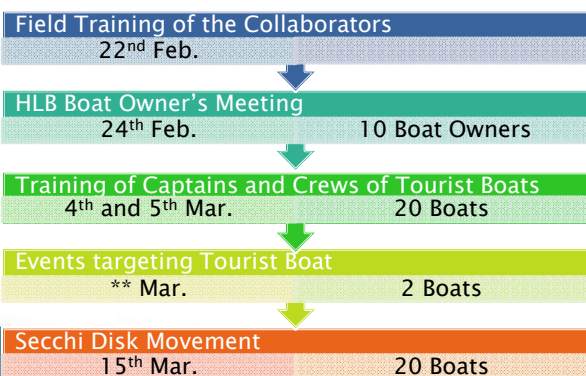 Field Training of the Collaborators
22nd Feb.
HLB Boat Owner's Meeting
24th Feb. 10 Boat Owners
Training of Captains and Crews of Tourist Boats
4th and 5th Mar. 20 Boats
Events targeting Tourist Boat
** Mar. 2 Boats
Secchi Disk Movement
15th Mar. 20 Boats